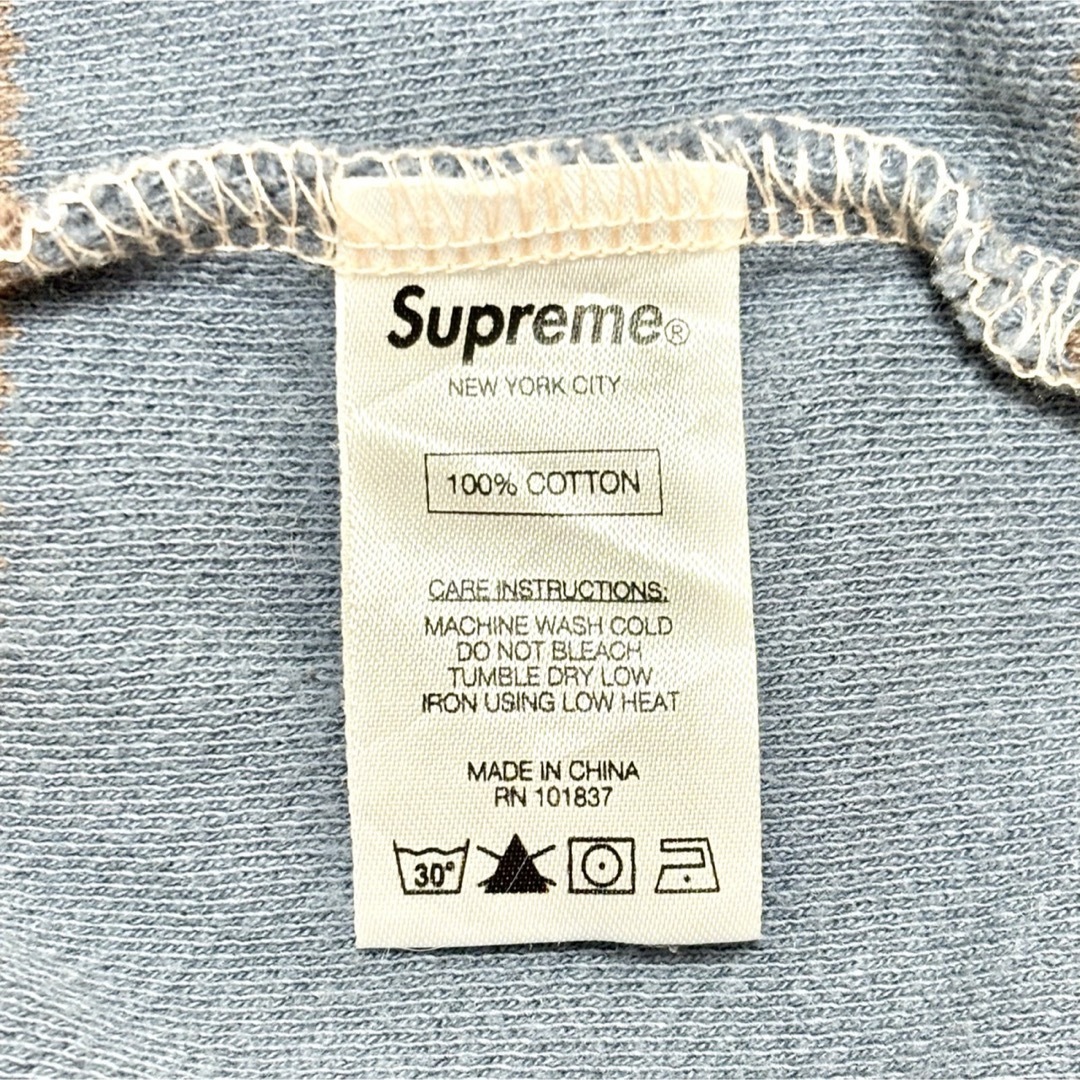 Supreme®
NEW YORK CITY
100% COTTON
CARE INSTRUCTIONS:
MACHINE WASH COLD
DO NOT BLEACH
TUMBLE DRY LOW
IRON USING LOW HEAT
MADE IN CHINA
RN 101837
30°